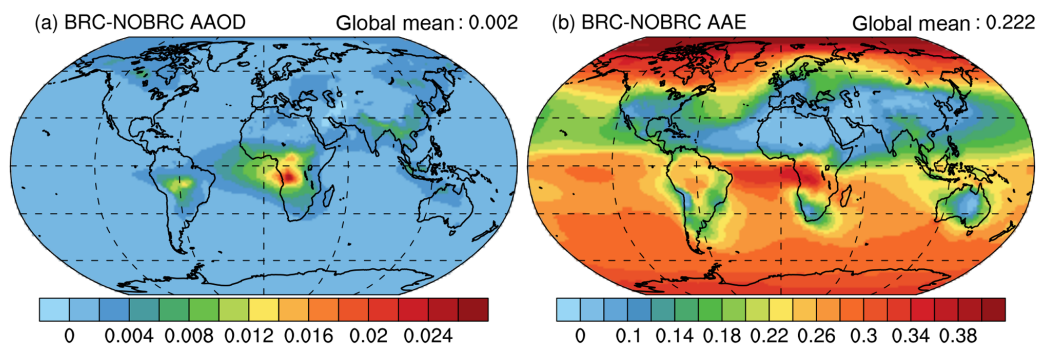 (a) BRC-NOBRC AAOD Global mean : 0.002
0 0.004 0.008 0.012 0.016 0.02 0.024
(b) BRC-NOBRC AAE Global mean : 0.222
0 0.1 0.14 0.18 0.22 0.26 0.3 0.34 0.38